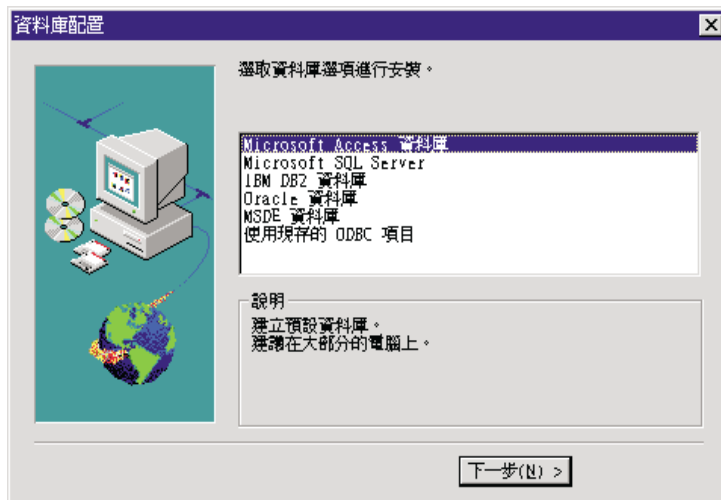 資料庫配置
選取資料庫選項進行安裝。
Microsoft Access 資料庫
Microsoft SQL Server
IBM DB2 資料庫
Oracle 資料庫
MSDE 資料庫
使用現存的 ODBC 項目
說明
建立預設資料庫。
建議在大部分的電腦上。
下一步(N) >